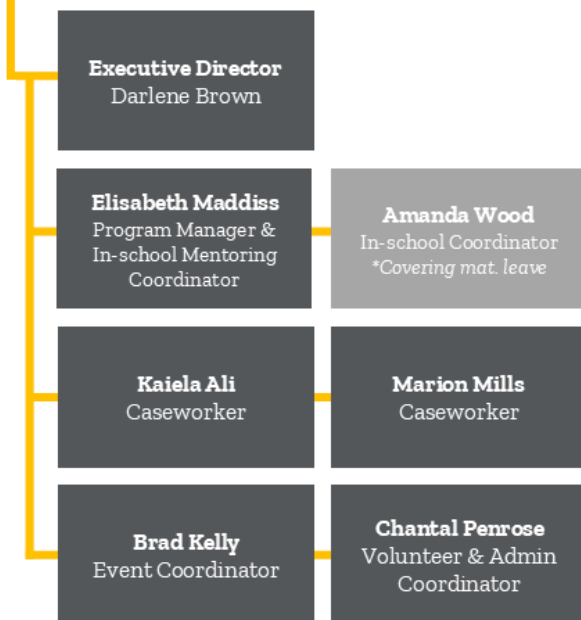 Executive Director
Darlene Brown
Elisabeth Maddiss
Program Manager &
In-school Mentoring
Coordinator
Amanda Wood
In-school Coordinator
*Covering mat. leave
Kaiela Ali
Caseworker
Marion Mills
Caseworker
Brad Kelly
Event Coordinator
Chantal Penrose
Volunteer & Admin
Coordinator